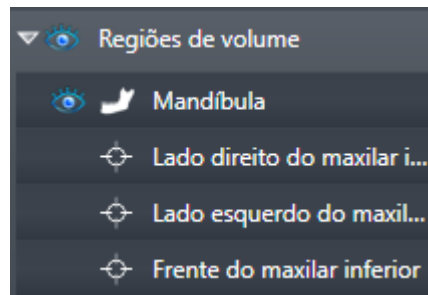 Regiões de volume
Mandíbula
Lado direito do maxilar i...
Lado esquerdo do maxil...
Frente do maxilar inferior